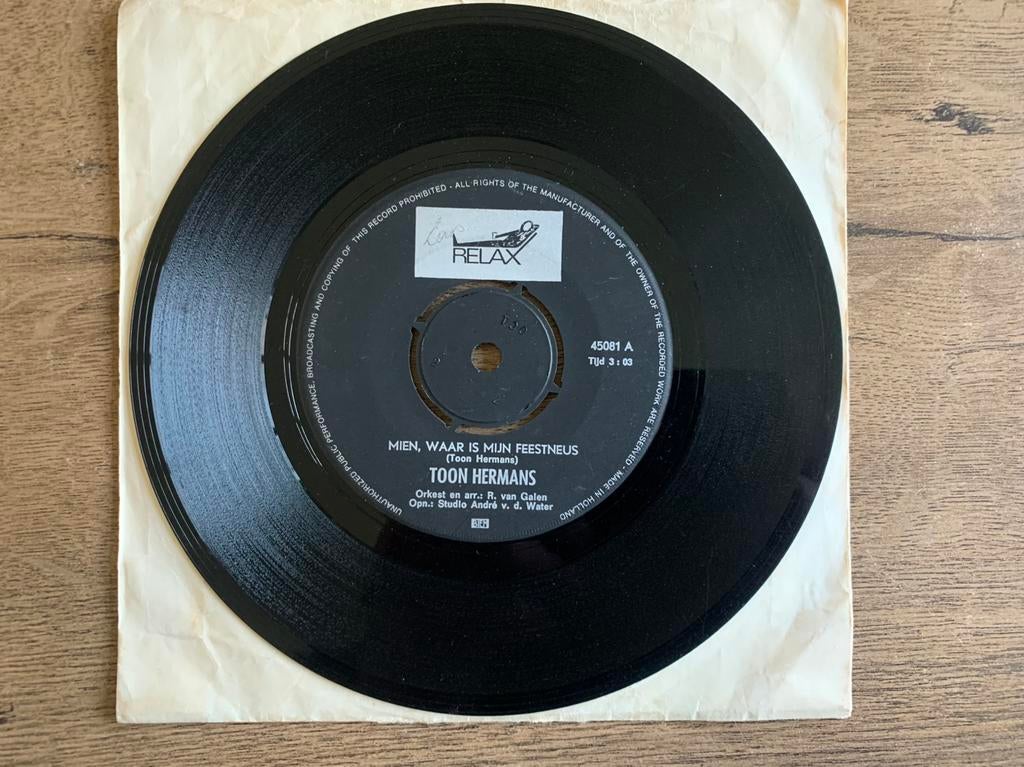 UNAUTHORIZED PUBLIC PERFORMANCE, BROADCASTING AND COPYING OF THIS RECORD PROHIBITED - ALL RIGHTS OF THE MANUFACTURER AND OF THE OWNER OF THE RECORDED WORK ARE RESERVED - MADE IN HOLLAND
RELAX
45081 A
Tijd 3 : 03
MIEN, WAAR IS MIJN FEESTNEUS
(Toon Hermans)
TOON HERMANS
Orkest en arr.: R. van Galen
Opn.: Studio André v. d. Water